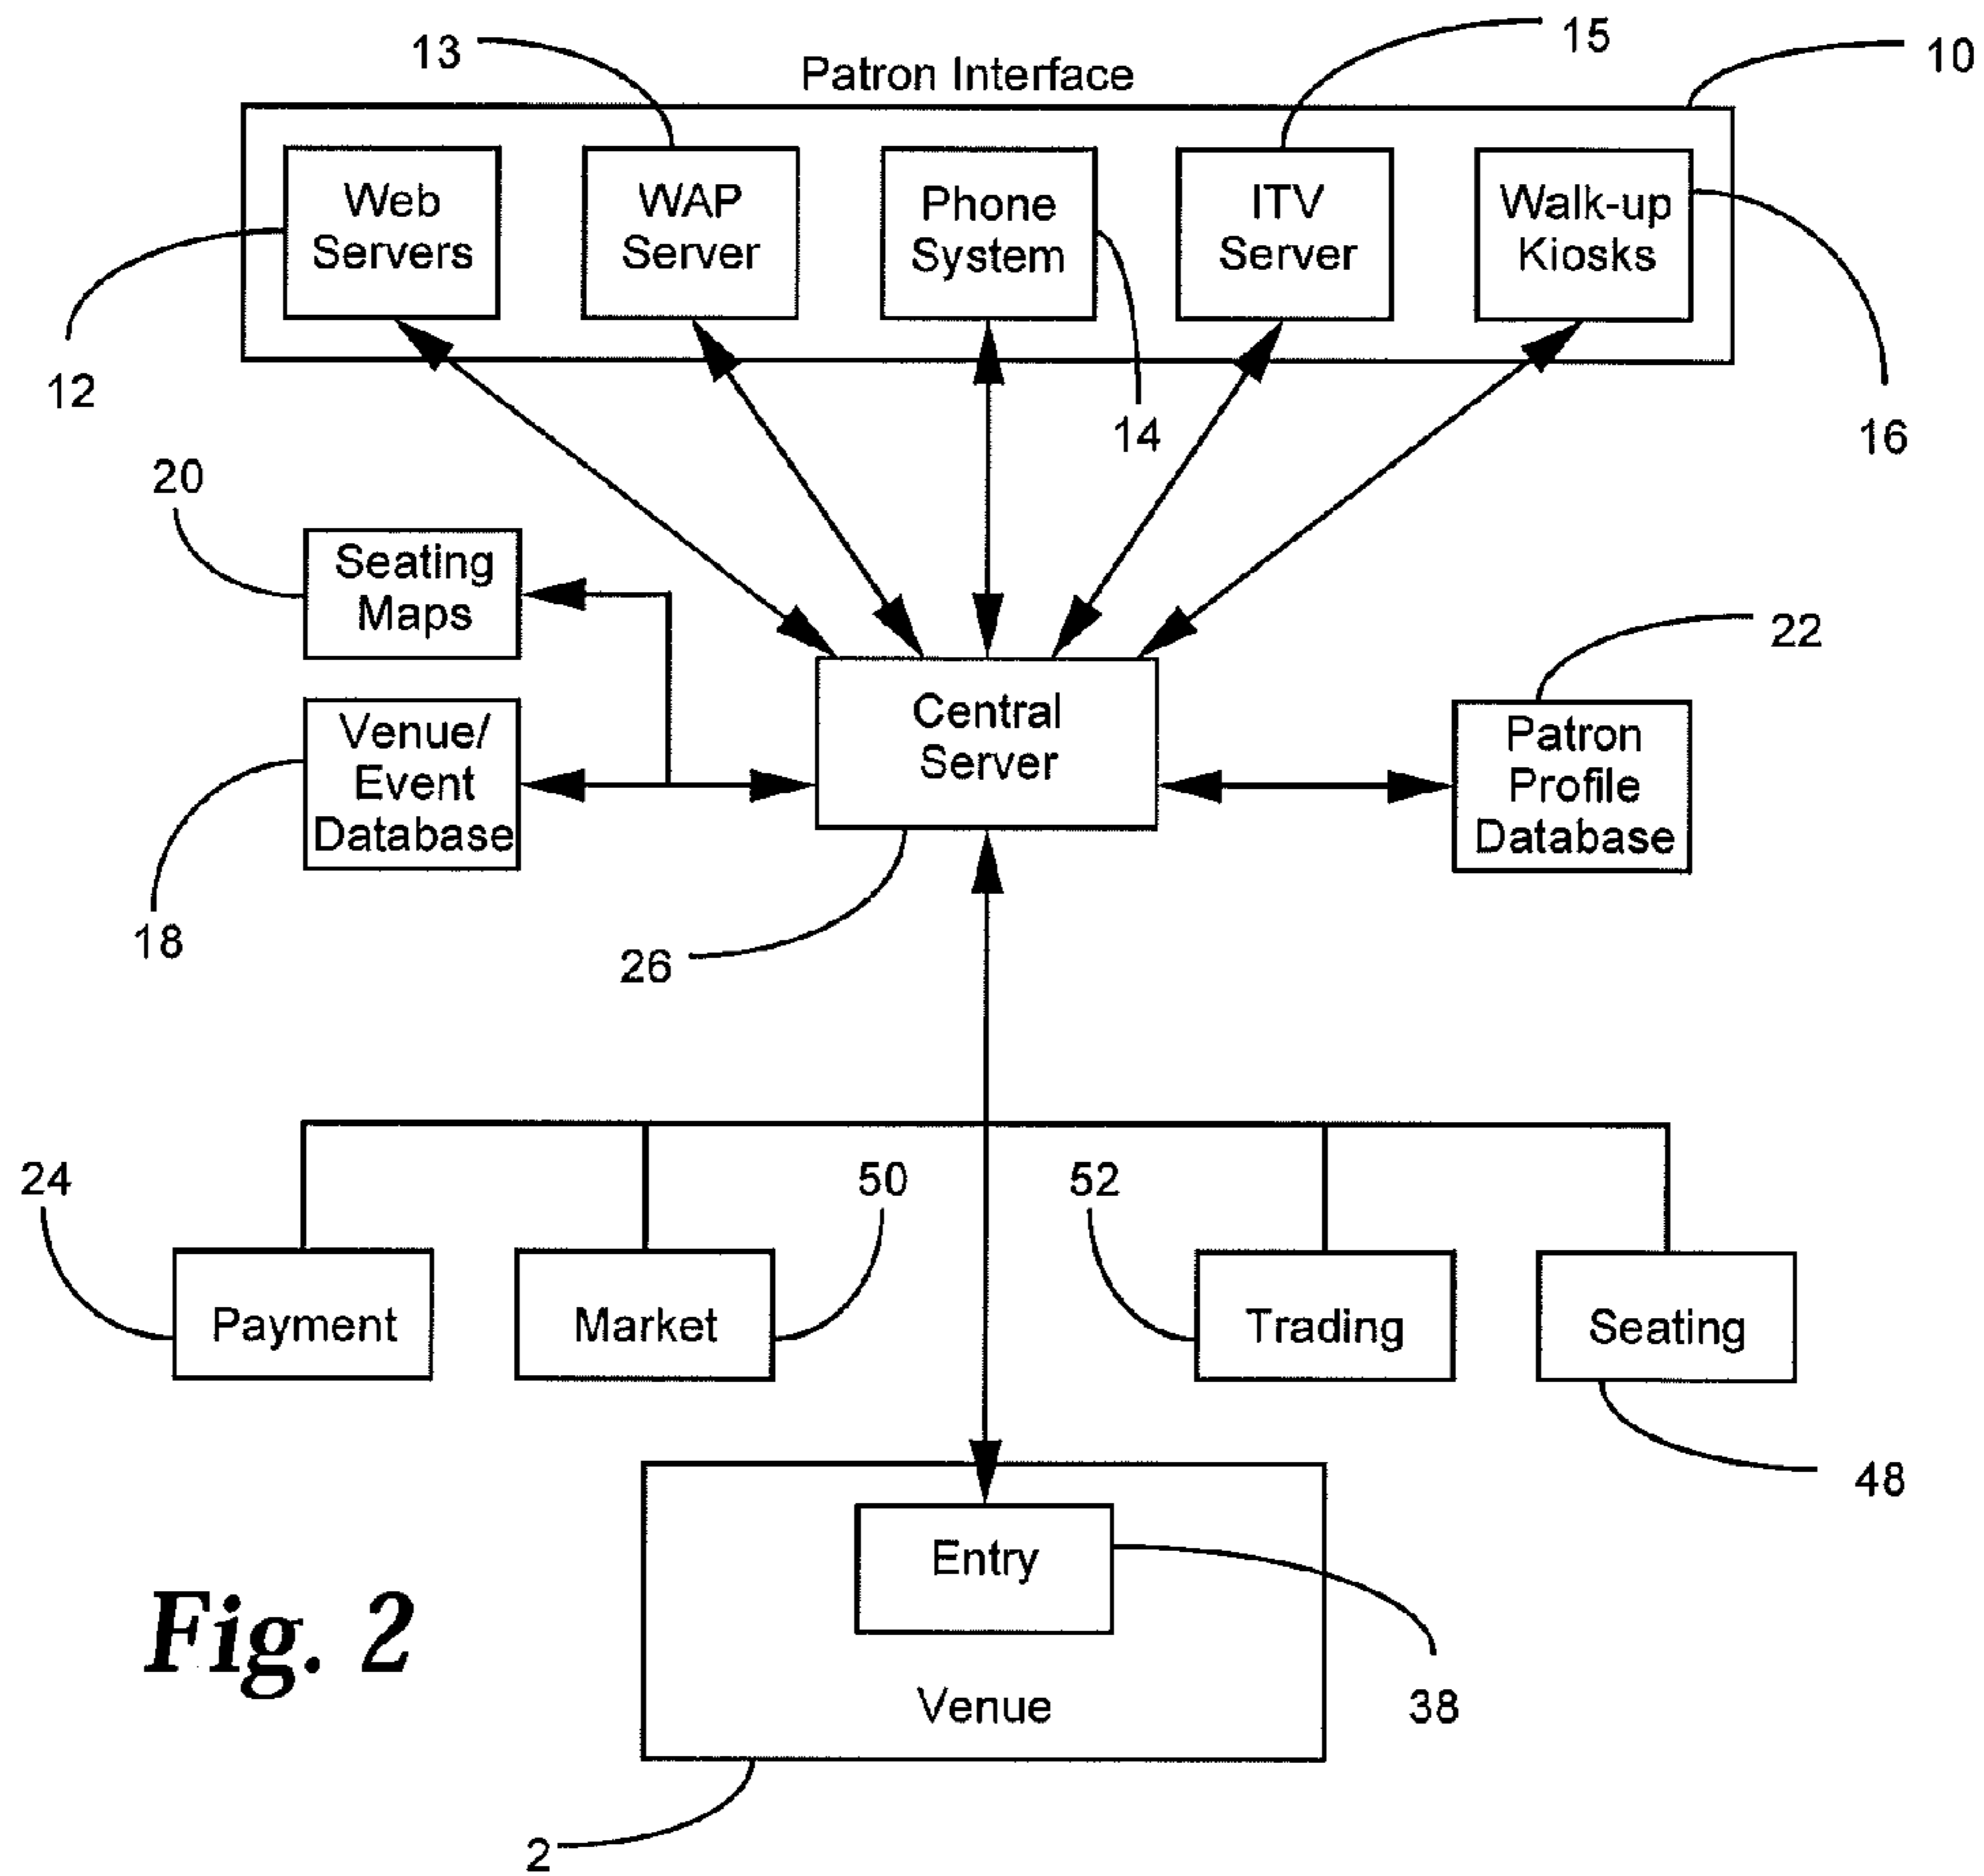 13
15
10
Patron Interface
Web
Servers
WAP
Server
Phone
System
ITV
Server
Walk-up
Kiosks
12
14
16
20
Seating
Maps
22
Venue/
Event
Database
Central
Server
Patron
Profile
Database
18
26
24
50
52
Payment
Market
Trading
Seating
48
Entry
Fig. 2
Venue
38
2